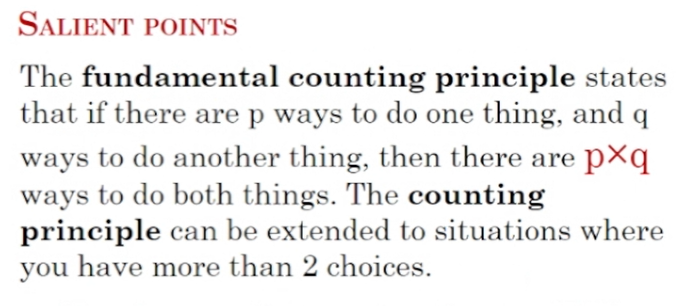 SALIENT POINTS
The fundamental counting principle states
that if there are p ways to do one thing, and q
ways to do another thing, then there are p×q
ways to do both things. The counting
principle can be extended to situations where
you have more than 2 choices.